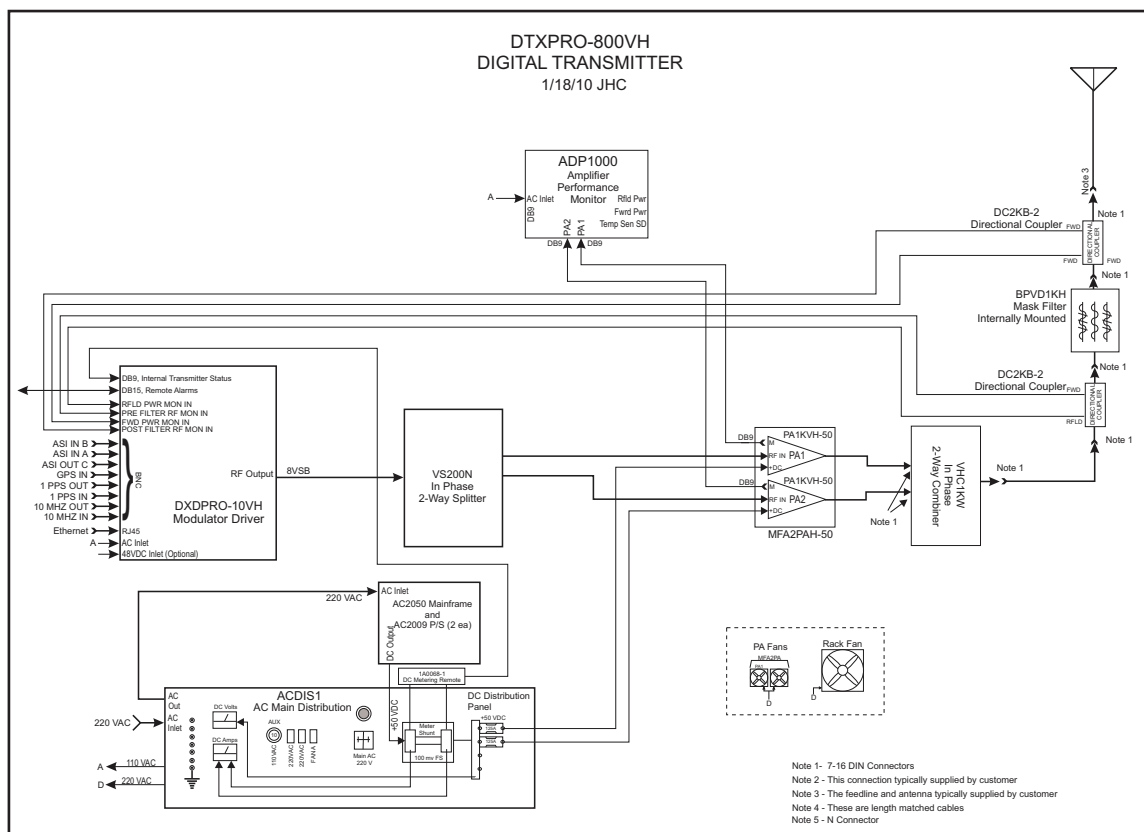 DTXPRO-800VH
DIGITAL TRANSMITTER
1/18/10 JHC
ADP1000
Amplifier
Performance
Monitor
A
AC Inlet
DB9
PA2
PA1
Rfld Pwr
Fwrd Pwr
Temp Sen SD
DB9
DB9
Note 3
Note 1
DC2KB-2
Directional Coupler
FWD
DIRECTIONAL
COUPLER
FWD
FWD
Note 1
BPVD1KH
Mask Filter
Internally Mounted
Note 1
DC2KB-2
Directional Coupler
FWD
DIRECTIONAL
COUPLER
RFLD
Note 1
DB9, Internal Transmitter Status
DB15, Remote Alarms
RFLD PWR MON IN
PRE FILTER RF MON IN
FWD PWR MON IN
POST FILTER RF MON IN
ASI IN B
ASI IN A
ASI OUT C
GPS IN
1 PPS OUT
1 PPS IN
10 MHZ OUT
10 MHZ IN
BNC
RF Output
8VSB
DXDPRO-10VH
Modulator Driver
Ethernet
RJ45
A
AC Inlet
48VDC Inlet (Optional)
VS200N
In Phase
2-Way Splitter
DB9
M
PA1KVH-50
RF IN
PA1
+DC
DB9
M
PA1KVH-50
RF IN
PA2
+DC
MFA2PAH-50
Note 1
VHC1KW
In Phase
2-Way Combiner
Note 1
220 VAC
AC Inlet
AC2050 Mainframe
and
AC2009 P/S (2 ea)
DC Output
1A0068-1
DC Metering Remote
PA Fans
MFA2PA
PA1
D
Rack Fan
D
AC
Out
AC
Inlet
220 VAC
A
110 VAC
D
220 VAC
ACDIS1
AC Main Distribution
DC Volts
DC Amps
AUX
10
110VAC
220VAC
220VAC
FAN A
Main AC
220 V
+50 VDC
Meter
Shunt
100 mv FS
DC Distribution
Panel
+50 VDC
Note 1- 7-16 DIN Connectors
Note 2 - This connection typically supplied by customer
Note 3 - The feedline and antenna typically supplied by customer
Note 4 - These are length matched cables
Note 5 - N Connector